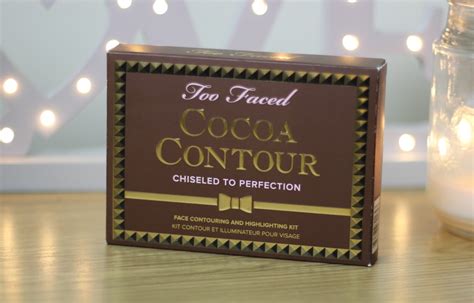 Too Faced
COCOA
CONTOUR
CHISELED TO PERFECTION
FACE CONTOURING AND HIGHLIGHTING KIT
KIT CONTOUR ET ILLUMINATEUR POUR VISAGE